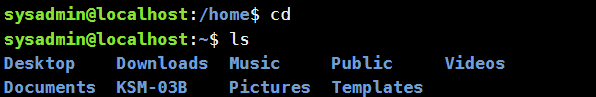 sysadmin@localhost:/home$ cd
sysadmin@localhost:~$ ls
Desktop    Downloads  Music     Public     Videos
Documents  KSM-03B    Pictures  Templates